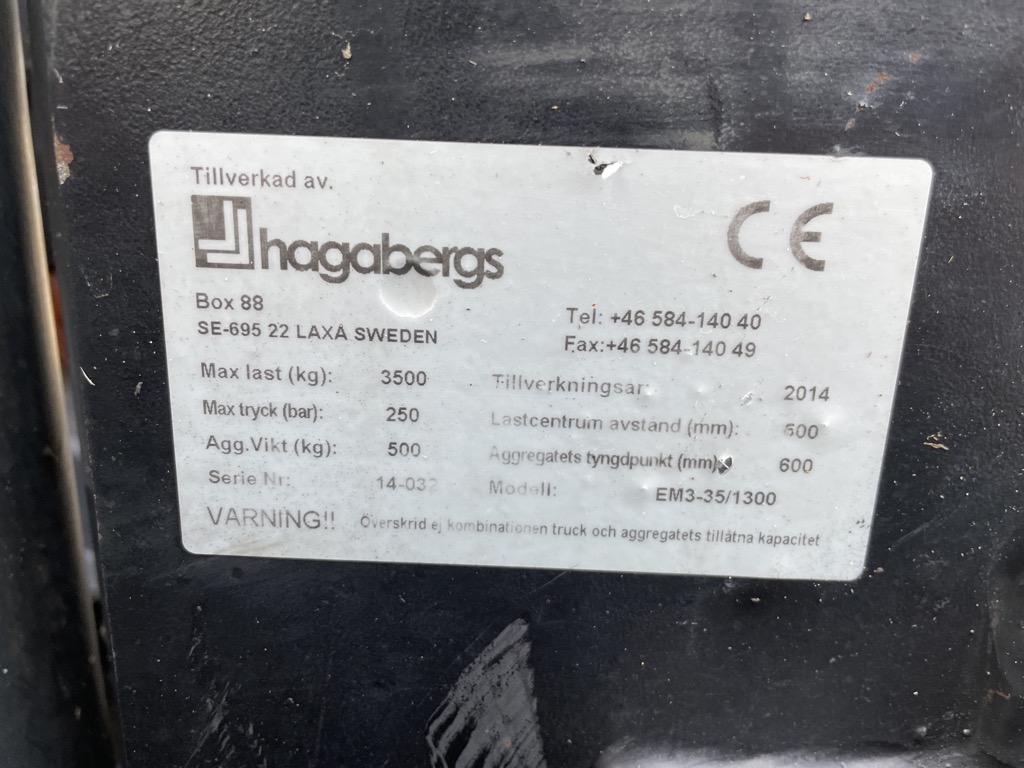 Tillverkad av.
hagabergs
CE
Box 88
SE-695 22 LAXÅ SWEDEN
Tel: +46 584-140 40
Fax:+46 584-140 49
Max last (kg): 3500
Tillverkningsår: 2014
Max tryck (bar): 250
Lastcentrum avstånd (mm): 600
Agg.Vikt (kg): 500
Aggregatets tyngdpunkt (mm) 600
Serie Nr: 14-032
Modell: EM3-35/1300
VARNING!! Överskrid ej kombinationen truck och aggregatets tillåtna kapacitet